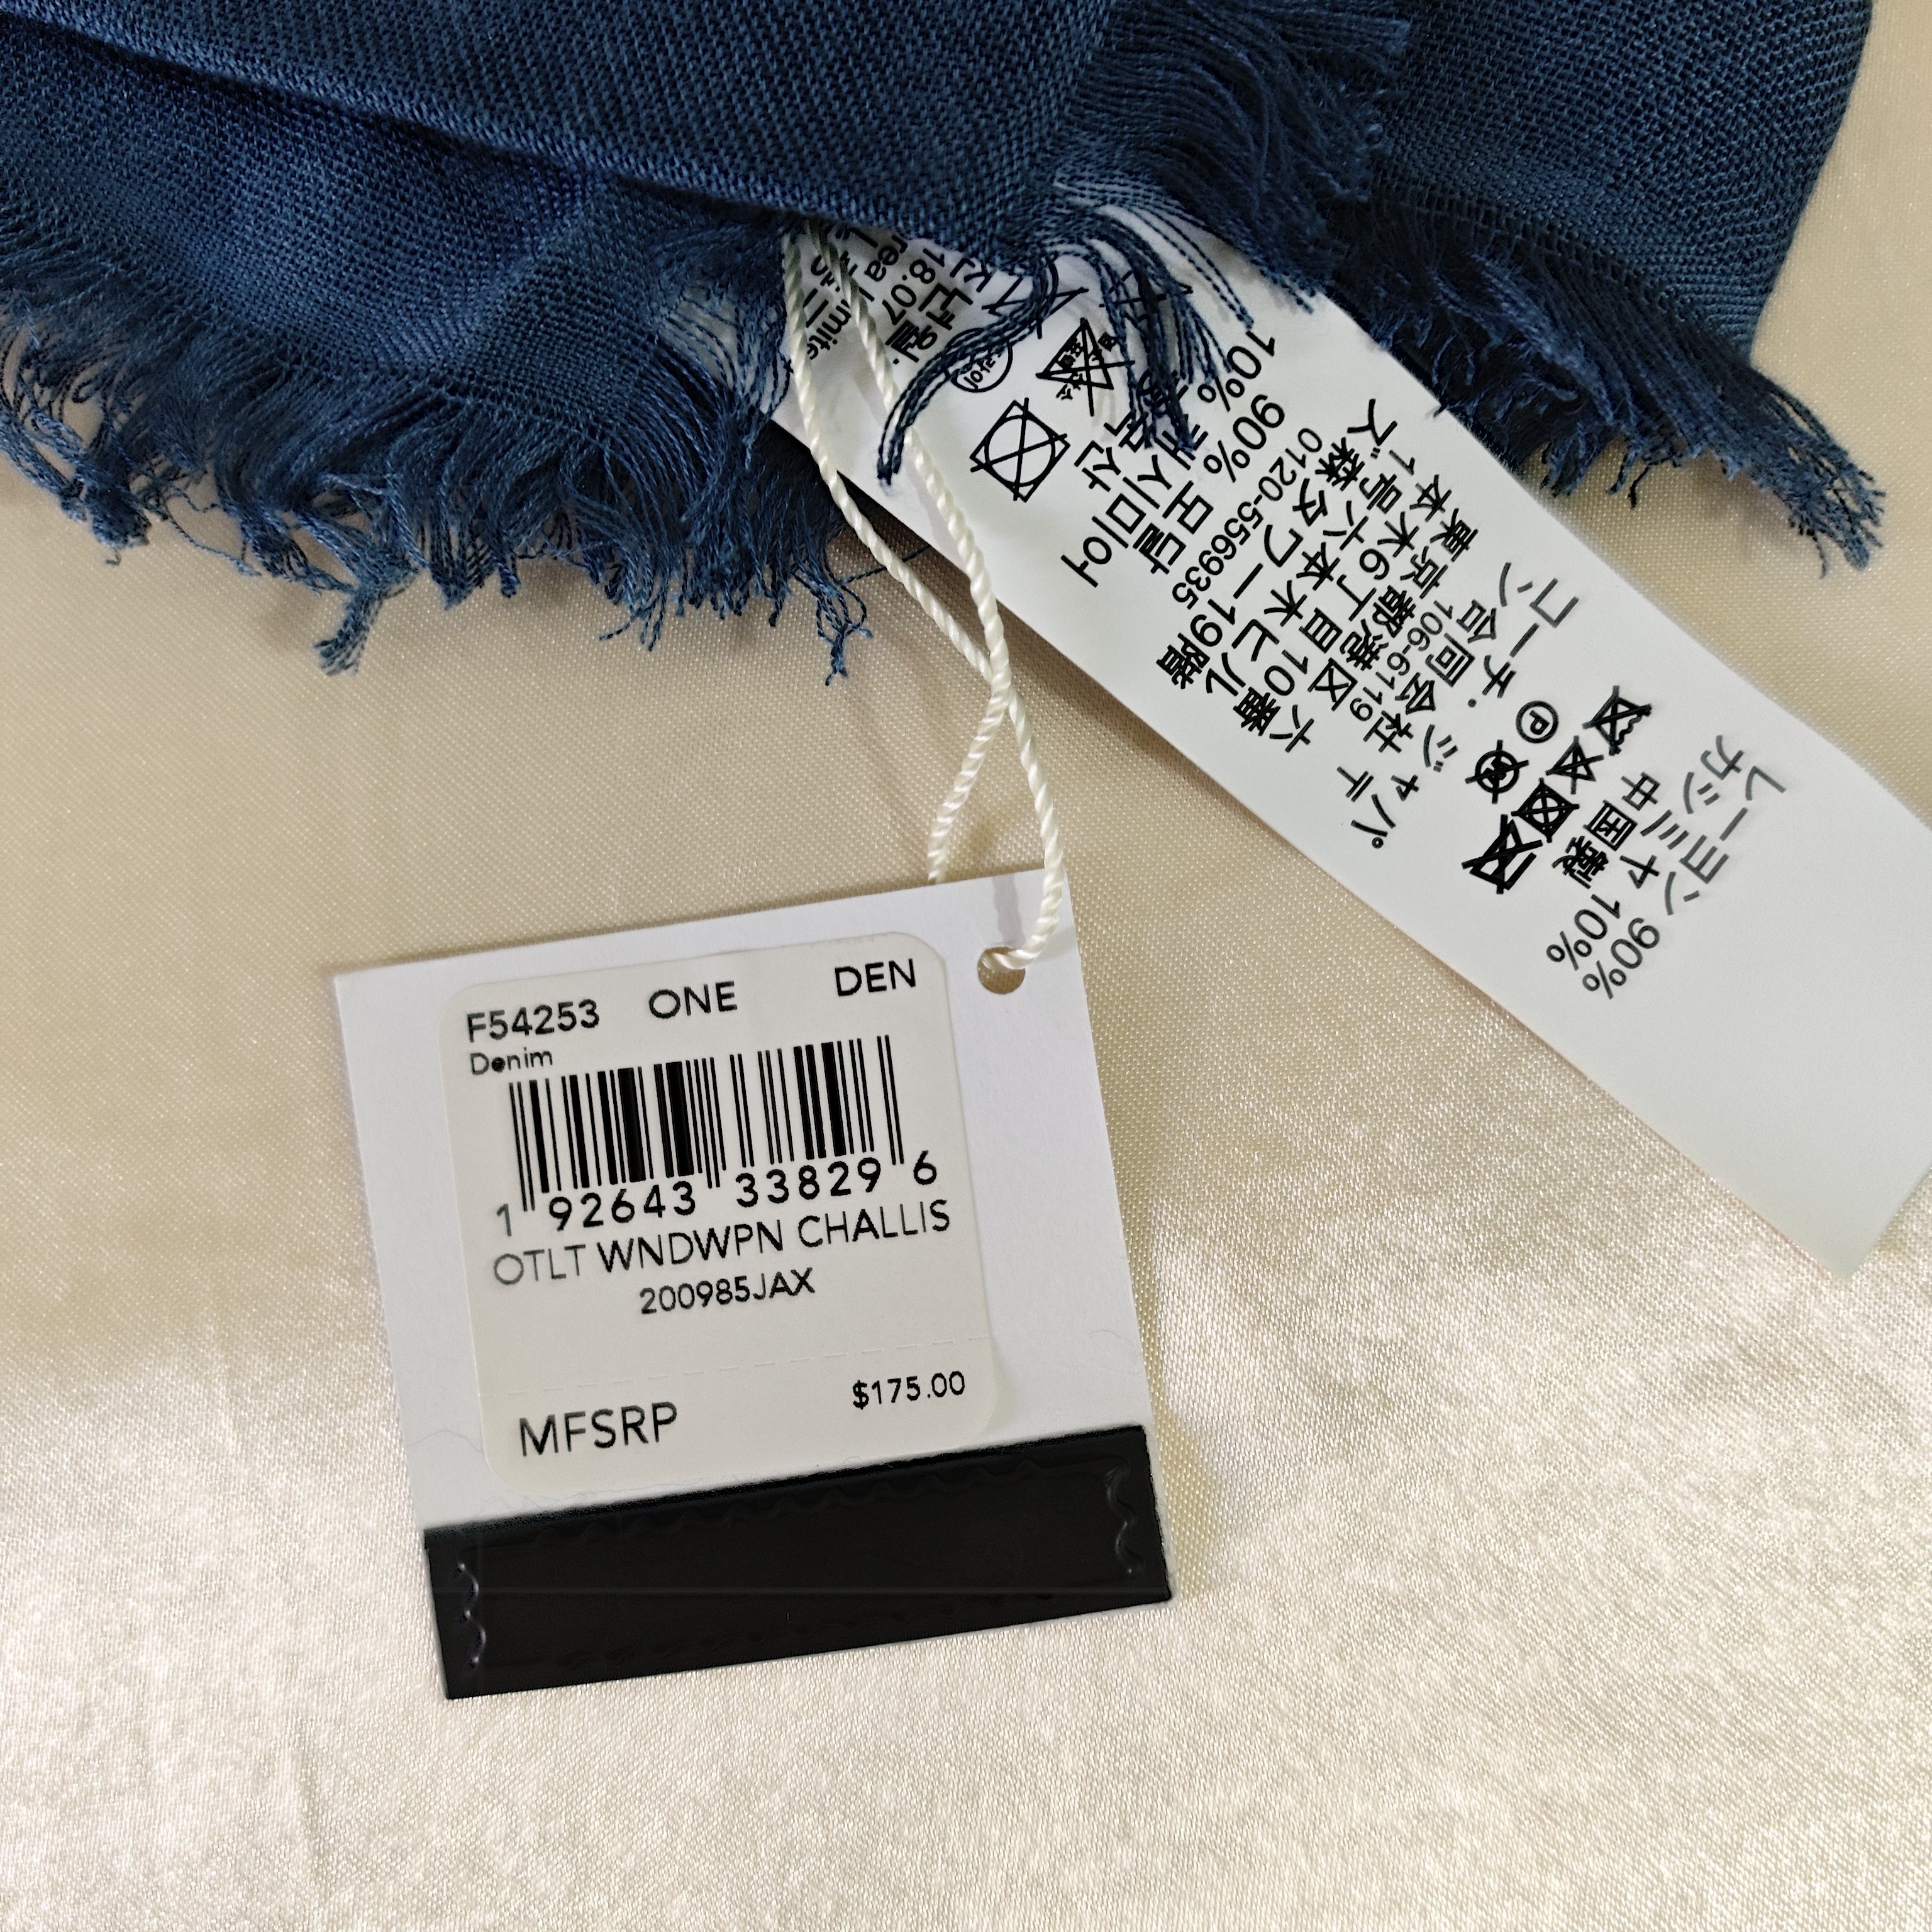 F54253 ONE DEN
Denim
1 92643 33829 6
OTLT WNDWPN CHALLIS
200985JAX
MFSRP $175.00
レーヨン 90%
カシミヤ 10%
中国製
P
コーチ・ジャパン
合同会社
106-6119
東京都港区
六本木6丁目10番
1号六本木ヒルズ
森タワー19階
0120-556935
모달 90%
캐시미어 10%
18.07